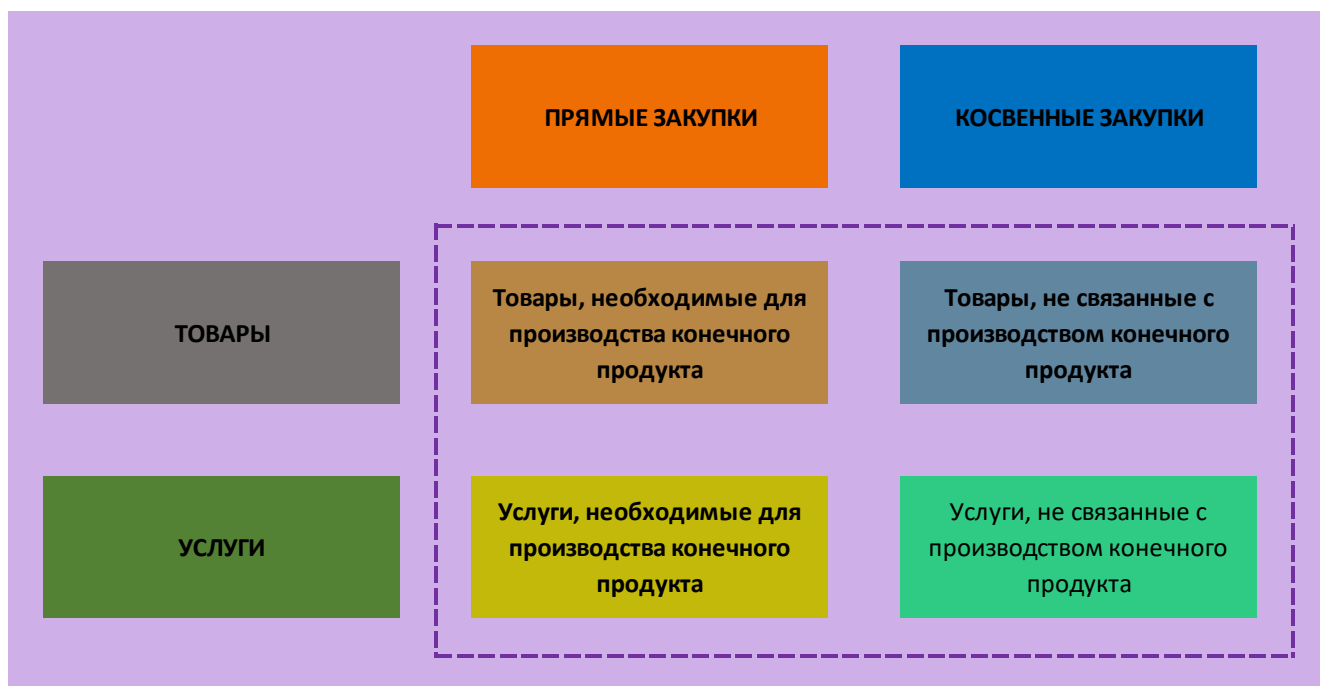 ПРЯМЫЕ ЗАКУПКИ
КОСВЕННЫЕ ЗАКУПКИ
ТОВАРЫ
Товары, необходимые для
производства конечного
продукта
Товары, не связанные с
производством конечного
продукта
УСЛУГИ
Услуги, необходимые для
производства конечного
продукта
Услуги, не связанные с
производством конечного
продукта